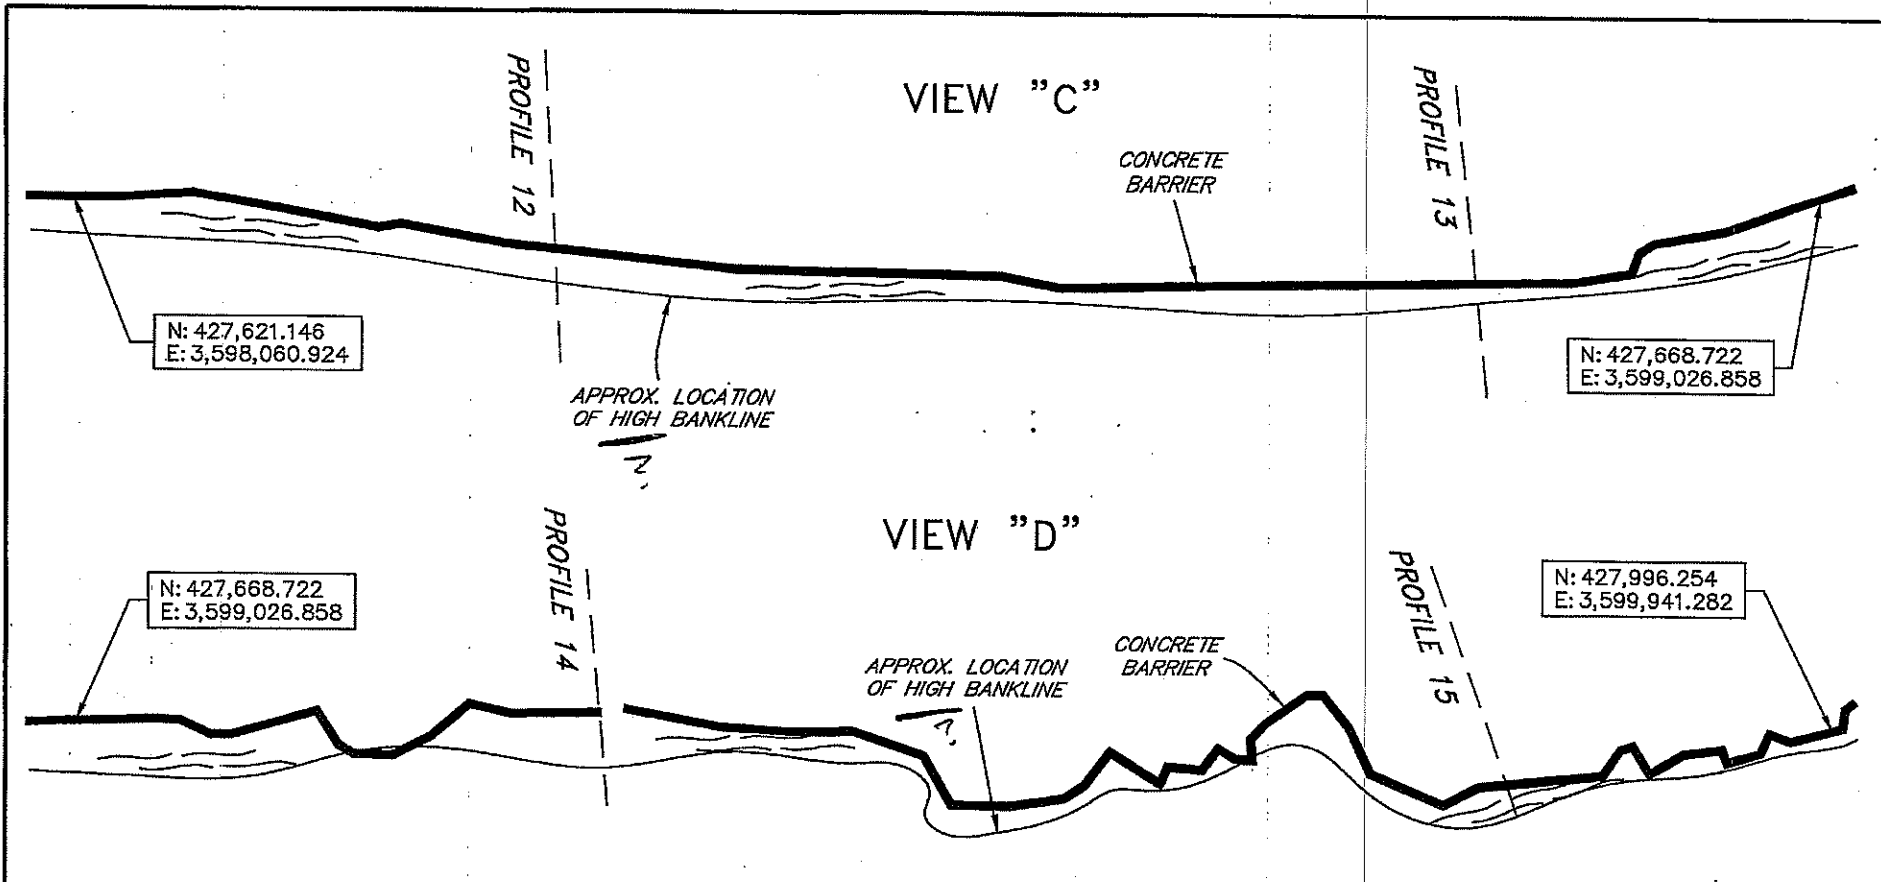 VIEW "C"
PROFILE 12
PROFILE 13
CONCRETE
BARRIER
N: 427,621.146
E: 3,598,060.924
N: 427,668.722
E: 3,599,026.858
APPROX. LOCATION
OF HIGH BANKLINE
?
VIEW "D"
PROFILE 14
PROFILE 15
N: 427,668.722
E: 3,599,026.858
N: 427,996.254
E: 3,599,941.282
CONCRETE
BARRIER
APPROX. LOCATION
OF HIGH BANKLINE
?